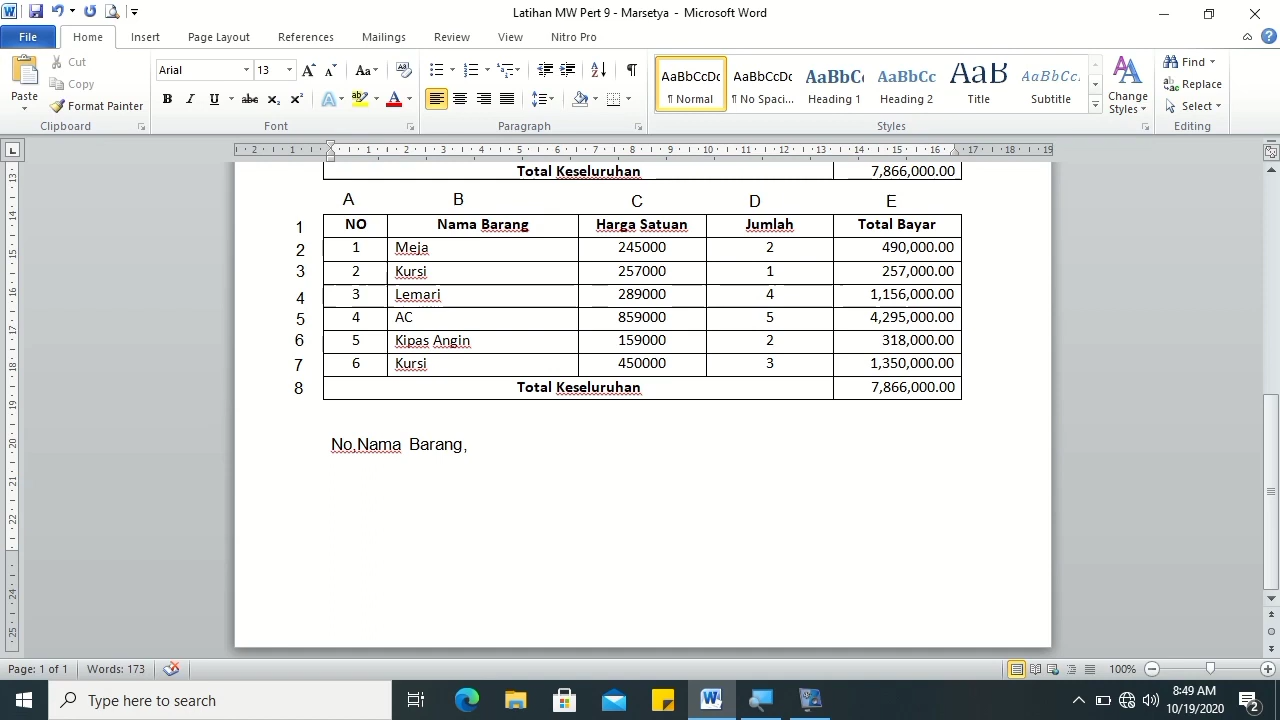 Latihan MW Pert 9 - Marsetya - Microsoft Word
File Home Insert Page Layout References Mailings Review View Nitro Pro
Paste Cut Copy Format Painter
Arial 13
B I U abc
AaBbCcDc AaBbCcDc AaBbCc AaBbCc AaB AaBbCc.
¶ Normal ¶ No Spaci... Heading 1 Heading 2 Title Subtitle
Change Styles
Find Replace Select
Clipboard Font Paragraph Styles Editing
Total Keseluruhan 7,866,000.00
A B C D E
1 NO Nama Barang Harga Satuan Jumlah Total Bayar
2 1 Meja 245000 2 490,000.00
3 2 Kursi 257000 1 257,000.00
4 3 Lemari 289000 4 1,156,000.00
5 4 AC 859000 5 4,295,000.00
6 5 Kipas Angin 159000 2 318,000.00
7 6 Kursi 450000 3 1,350,000.00
8 Total Keseluruhan 7,866,000.00
No,Nama Barang,
Page: 1 of 1 Words: 173 100%
Type here to search
8:49 AM
10/19/2020
2